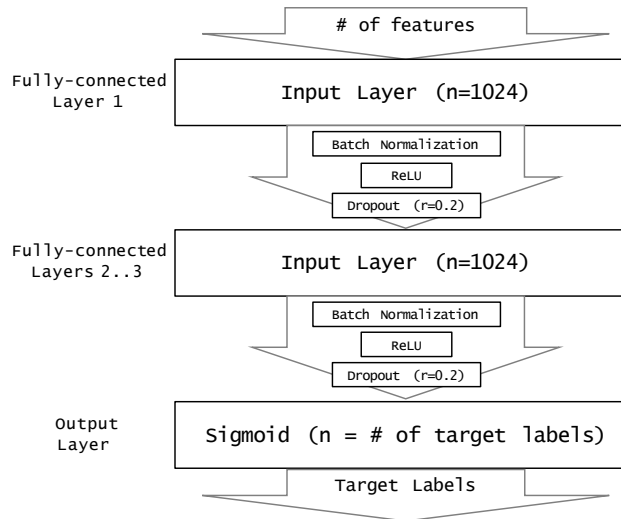 # of features
Fully-connected
Layer 1
Input Layer (n=1024)
Batch Normalization
ReLU
Dropout (r=0.2)
Fully-connected
Layers 2..3
Input Layer (n=1024)
Batch Normalization
ReLU
Dropout (r=0.2)
Output
Layer
Sigmoid (n = # of target labels)
Target Labels